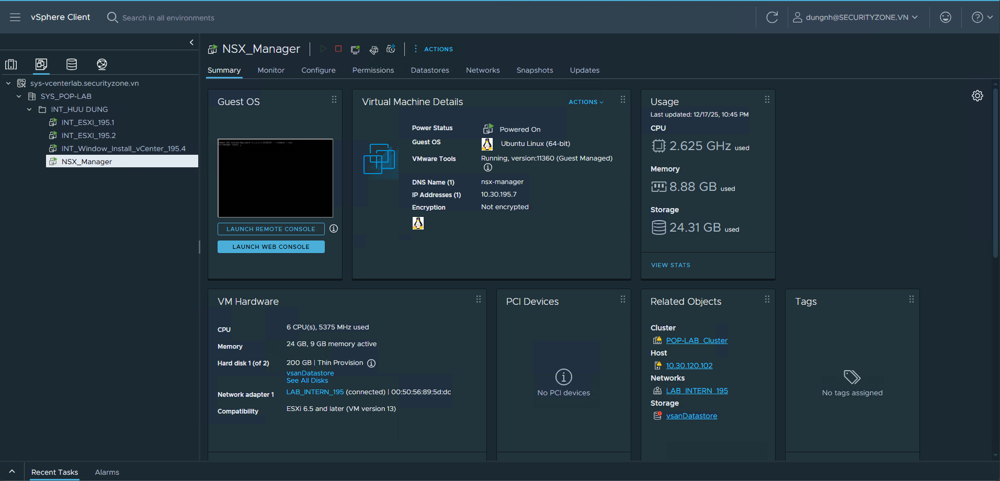 vSphere Client
Search in all environments
dungnh@SECURITYZONE.VN
sys-vcenterlab.securityzone.vn
SYS_POP-LAB
INT_HUU DUNG
INT_ESXI_195.1
INT_ESXI_195.2
INT_Window_Install_vCenter_195.4
NSX_Manager
NSX_Manager
ACTIONS
Summary Monitor Configure Permissions Datastores Networks Snapshots Updates
Guest OS
LAUNCH REMOTE CONSOLE
LAUNCH WEB CONSOLE
Virtual Machine Details
ACTIONS
Power Status Powered On
Guest OS Ubuntu Linux (64-bit)
VMware Tools Running, version:11360 (Guest Managed)
DNS Name (1) nsx-manager
IP Addresses (1) 10.30.195.7
Encryption Not encrypted
Usage
Last updated: 12/17/25, 10:45 PM
CPU
2.625 GHz used
Memory
8.88 GB used
Storage
24.31 GB used
VIEW STATS
VM Hardware
CPU 6 CPU(s), 5375 MHz used
Memory 24 GB, 9 GB memory active
Hard disk 1 (of 2) 200 GB | Thin Provision
vsanDatastore
See All Disks
Network adapter 1 LAB_INTERN_195 (connected) | 00:50:56:89:5d:dc
Compatibility ESXi 6.5 and later (VM version 13)
PCI Devices
No PCI devices
Related Objects
Cluster
POP-LAB_Cluster
Host
10.30.120.102
Networks
LAB_INTERN_195
Storage
vsanDatastore
Tags
No tags assigned
Recent Tasks Alarms